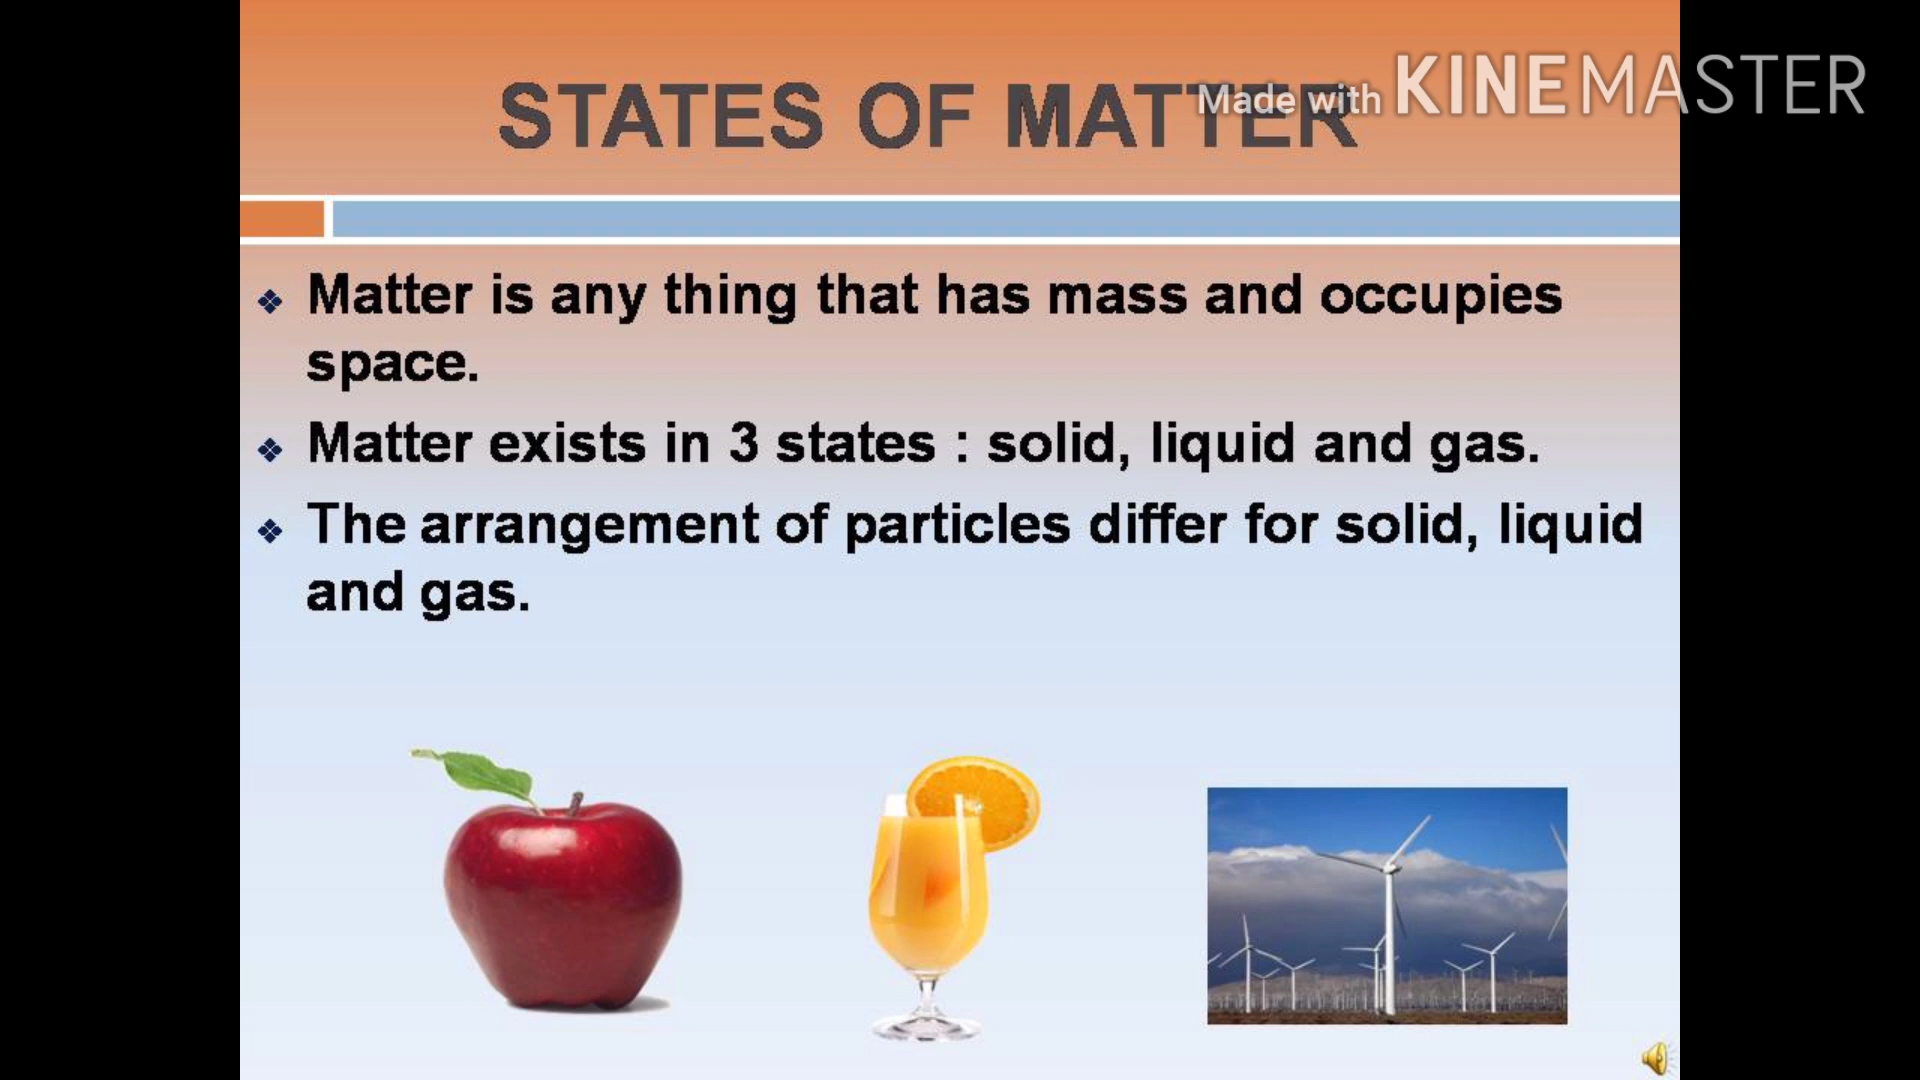 STATES OF MATTER
Made with KINEMASTER
Matter is any thing that has mass and occupies
space.
Matter exists in 3 states : solid, liquid and gas.
The arrangement of particles differ for solid, liquid
and gas.